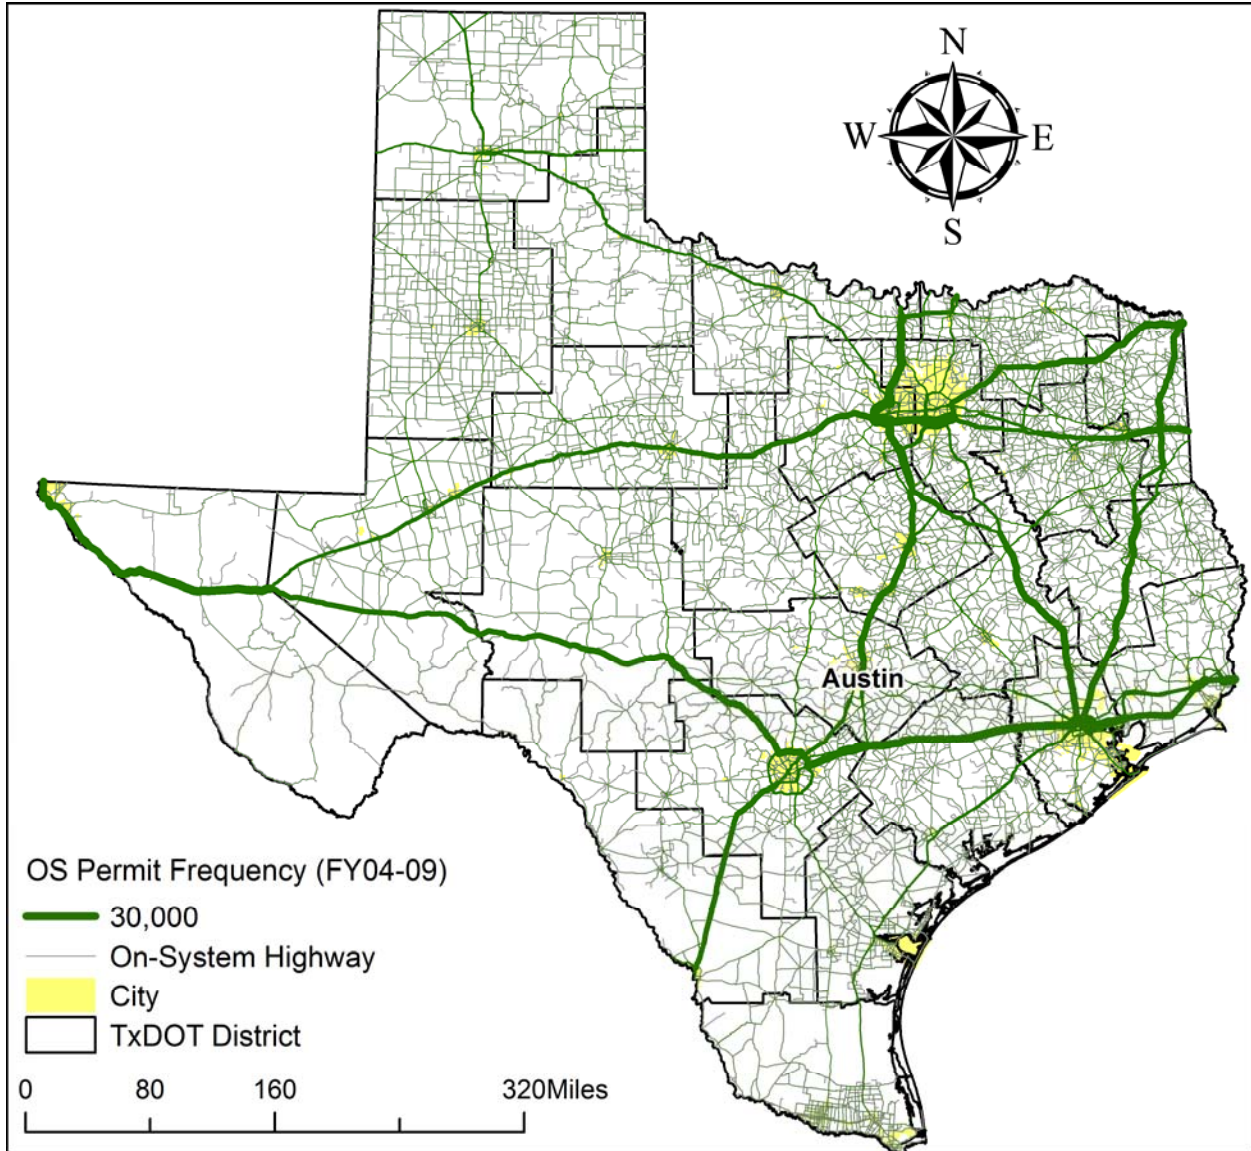 N
W
E
S
Austin
OS Permit Frequency (FY04-09)
30,000
On-System Highway
City
TxDOT District
0 80 160 320Miles